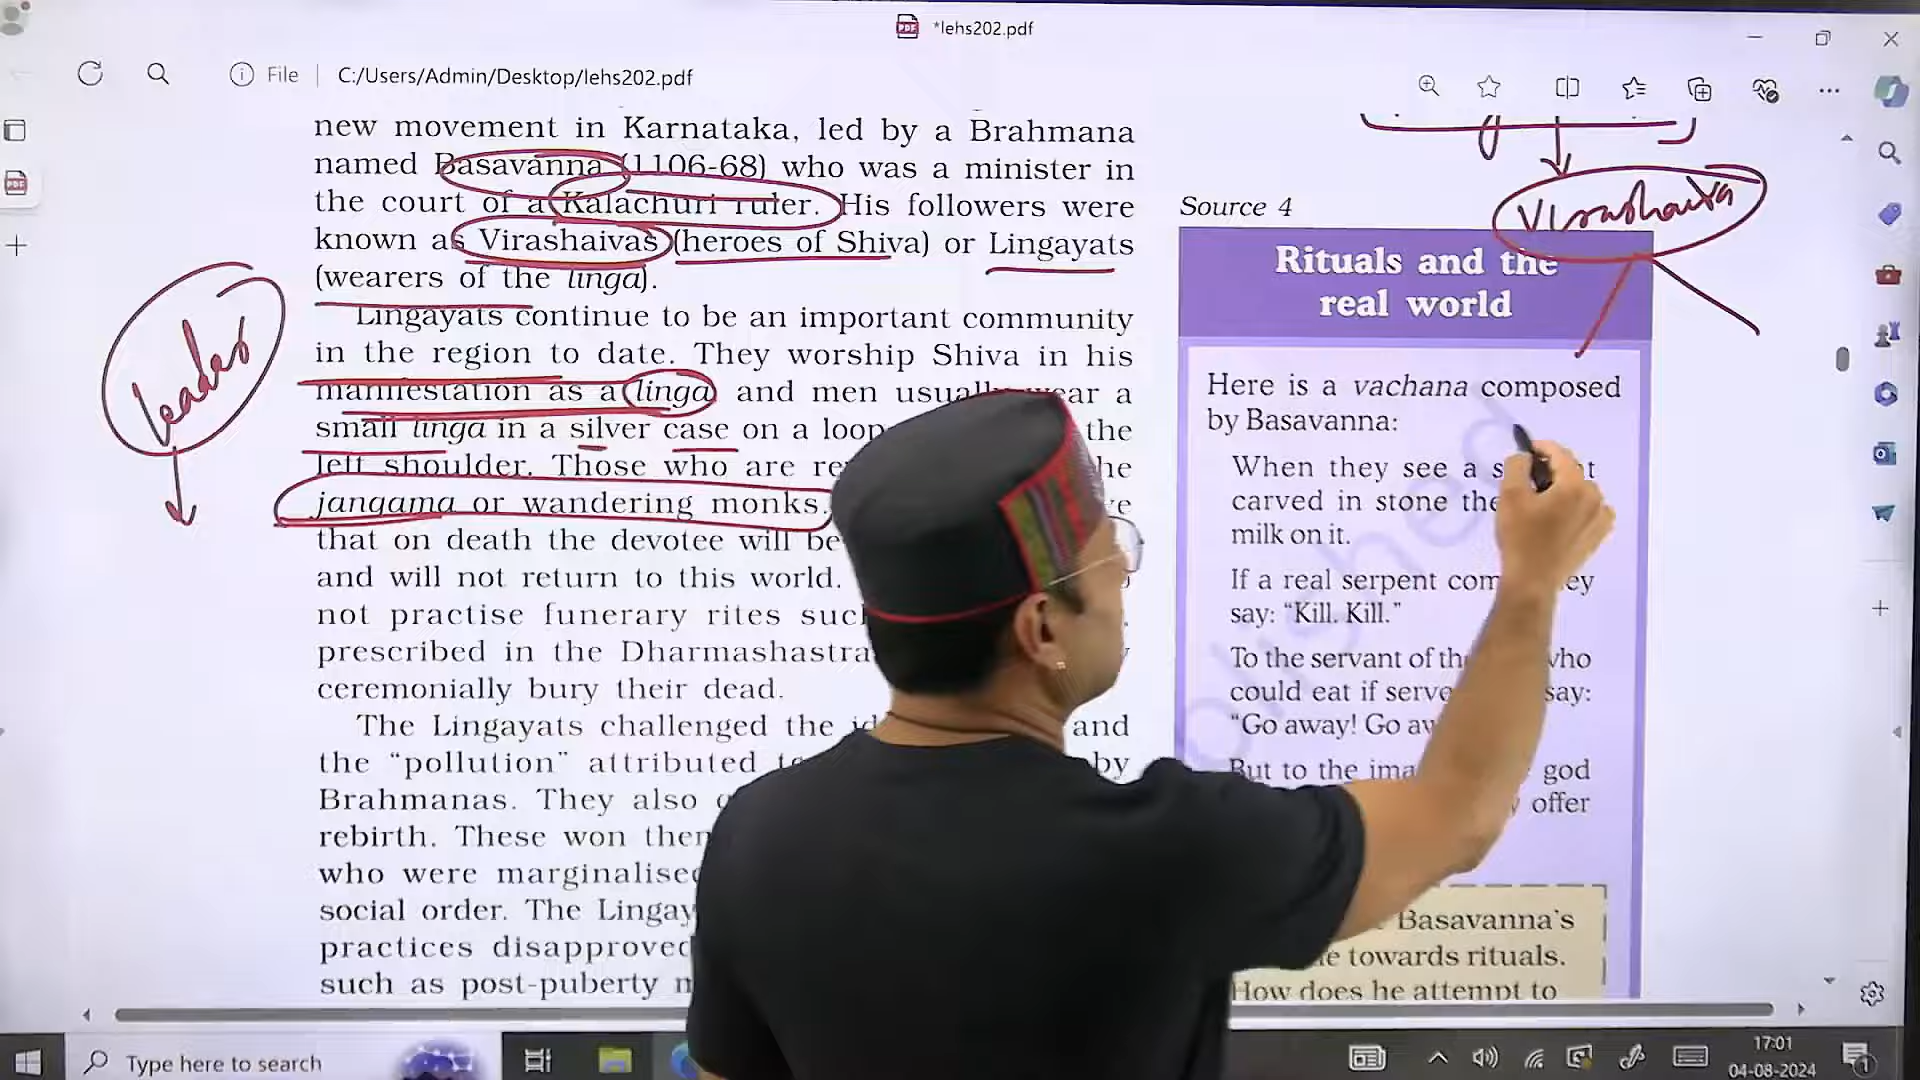 *lehs202.pdf
File
C:/Users/Admin/Desktop/lehs202.pdf
new movement in Karnataka, led by a Brahmana
named Basavanna (1106-68) who was a minister in
the court of a Kalachuri ruler. His followers were
known as Virashaivas (heroes of Shiva) or Lingayats
(wearers of the linga).
Lingayats continue to be an important community
in the region to date. They worship Shiva in his
manifestation as a linga, and men usually wear a
small linga in a silver case on a loop the
left shoulder. Those who are he
jangama or wandering monks.
that on death the devotee will be
and will not return to this world.
not practise funerary rites such
prescribed in the Dharmashastra
ceremonially bury their dead.
The Lingayats challenged the and
the “pollution” attributed by
Brahmanas. They also
rebirth. These won
who were marginalised
social order. The
practices disapproved
such as post-puberty
leader
Virashaiva
Source 4
Rituals and the
real world
Here is a vachana composed
by Basavanna:
When they see a
carved in stone
milk on it.
If a real serpent
say: “Kill. Kill.”
To the servant of who
could eat if say:
“Go away! Go
But to the god
offer
Basavanna’s
towards rituals.
How does he attempt to
Type here to search
17:01
04-08-2024
1